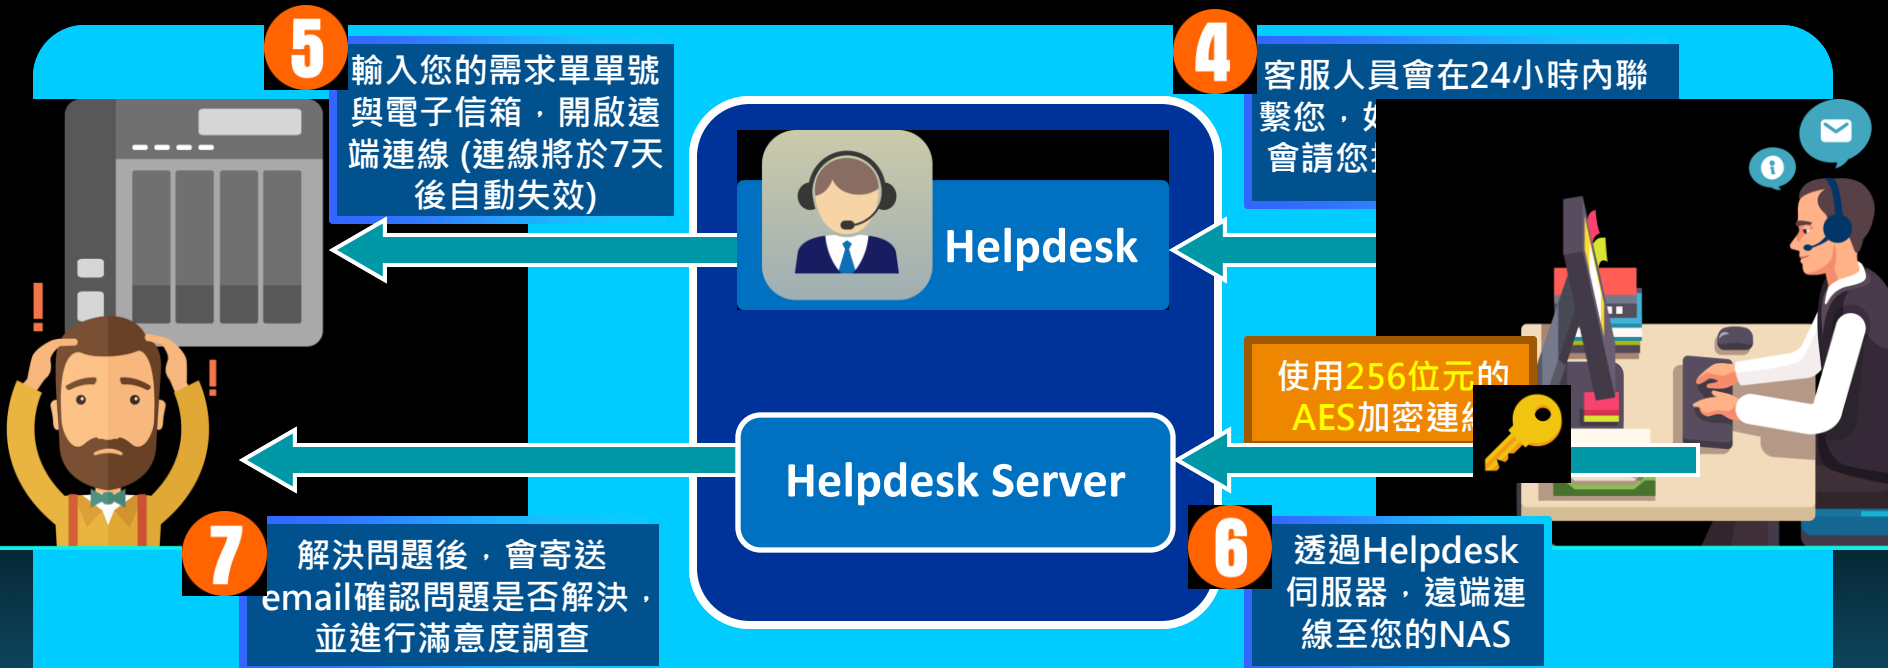 5
輸入您的需求單單號
與電子信箱，開啟遠
端連線 (連線將於7天
後自動失效)
4
客服人員會在24小時內聯
繫您，
會請您
Helpdesk
使用256位元的
AES加密連
Helpdesk Server
7
解決問題後，會寄送
email確認問題是否解決，
並進行滿意度調查
6
透過Helpdesk
伺服器，遠端連
線至您的NAS